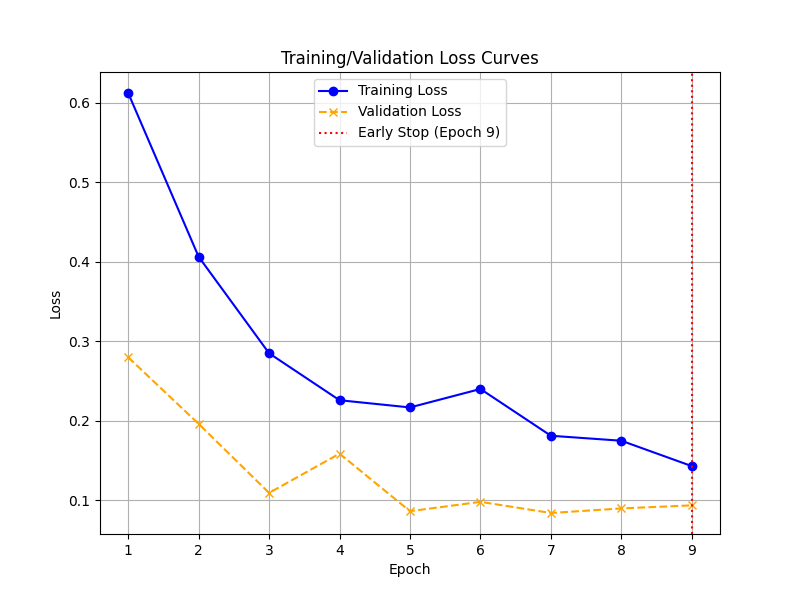 Training/Validation Loss Curves
Training Loss
Validation Loss
Early Stop (Epoch 9)
Loss
0.6
0.5
0.4
0.3
0.2
0.1
1 2 3 4 5 6 7 8 9
Epoch